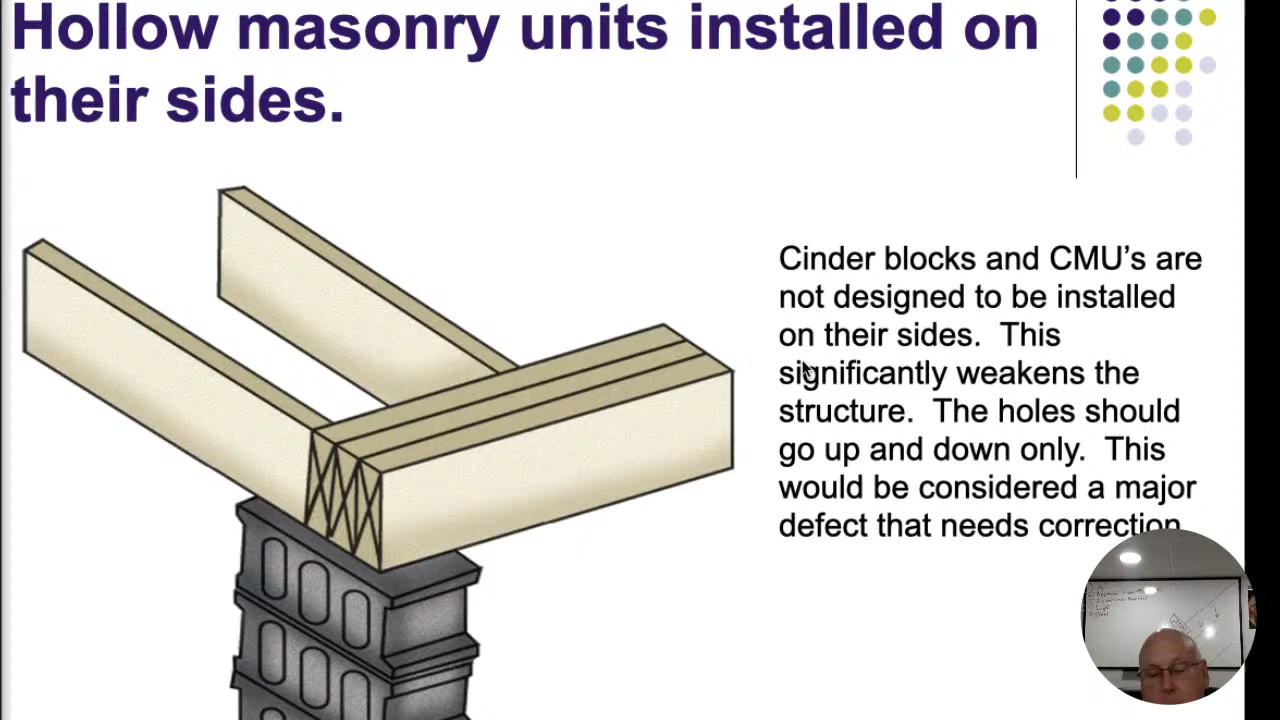 Hollow masonry units installed on
their sides.
Cinder blocks and CMU’s are
not designed to be installed
on their sides.  This
significantly weakens the
structure.  The holes should
go up and down only.  This
would be considered a major
defect that needs correction